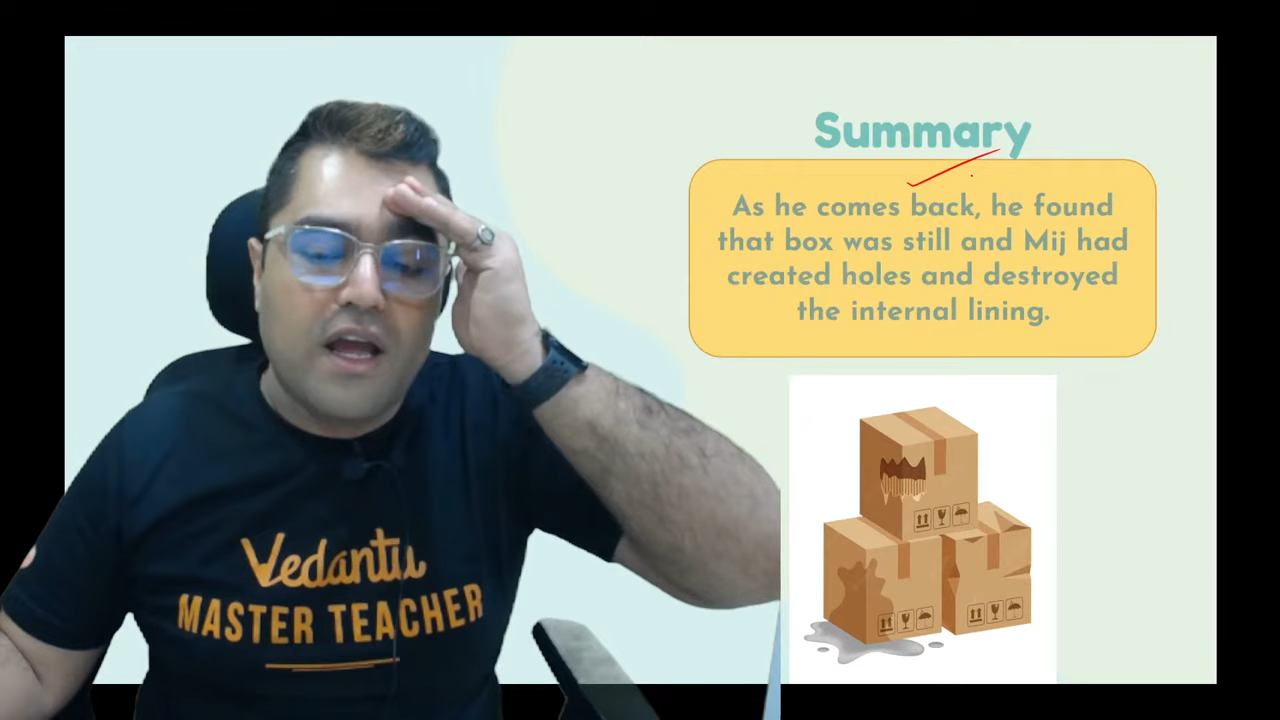 Summary
As he comes back, he found
that box was still and Mij had
created holes and destroyed
the internal lining.
Vedantu
MASTER TEACHER